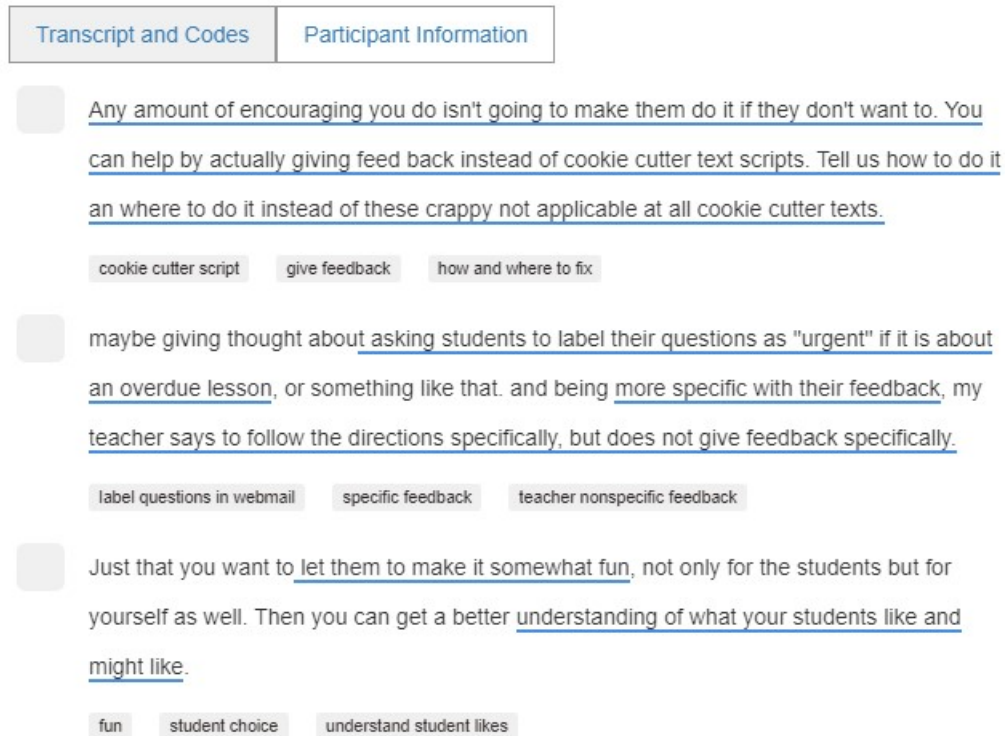 Transcript and Codes Participant Information
Any amount of encouraging you do isn't going to make them do it if they don't want to. You
can help by actually giving feed back instead of cookie cutter text scripts. Tell us how to do it
an where to do it instead of these crappy not applicable at all cookie cutter texts.
cookie cutter script give feedback how and where to fix
maybe giving thought about asking students to label their questions as "urgent" if it is about
an overdue lesson, or something like that. and being more specific with their feedback, my
teacher says to follow the directions specifically, but does not give feedback specifically.
label questions in webmail specific feedback teacher nonspecific feedback
Just that you want to let them to make it somewhat fun, not only for the students but for
yourself as well. Then you can get a better understanding of what your students like and
might like.
fun student choice understand student likes